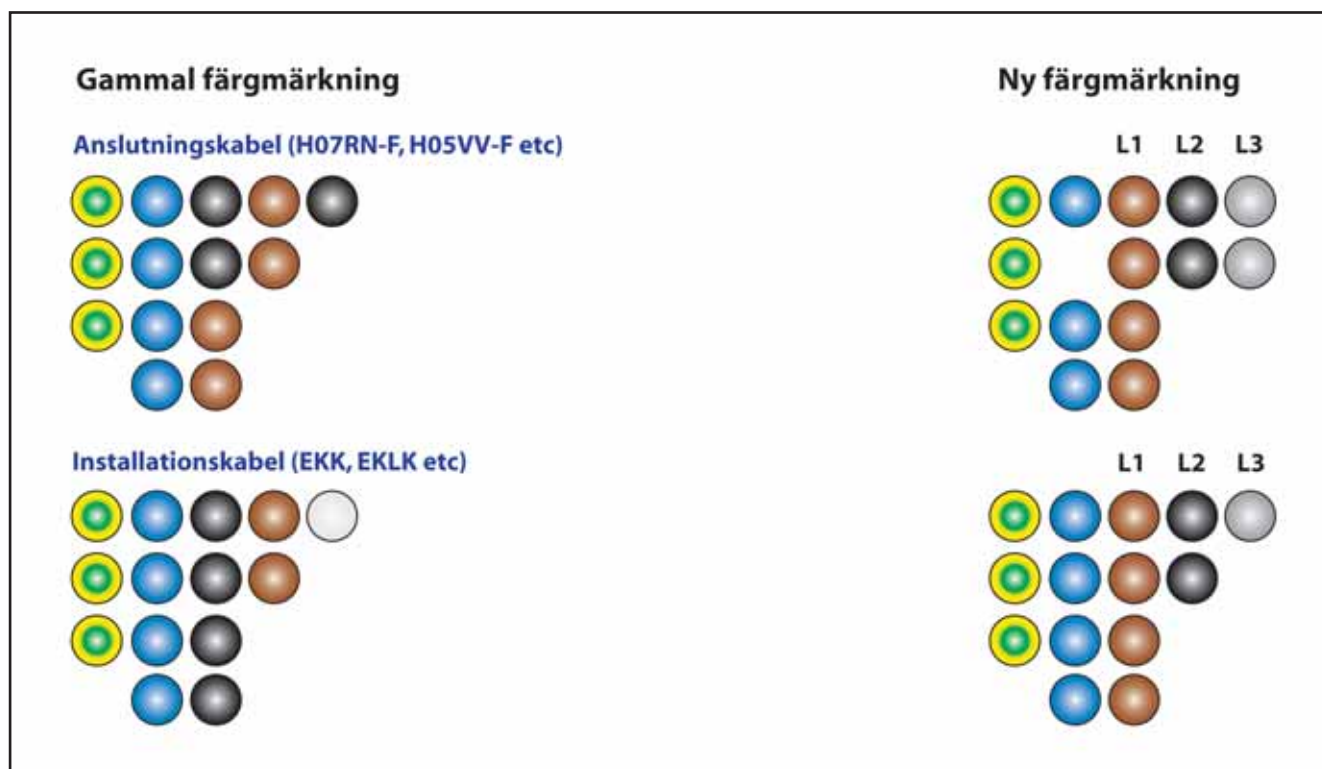 Gammal färgmärkning
Ny färgmärkning
Anslutningskabel (H07RN-F, H05VV-F etc)
L1 L2 L3
Installationskabel (EKK, EKLK etc)
L1 L2 L3